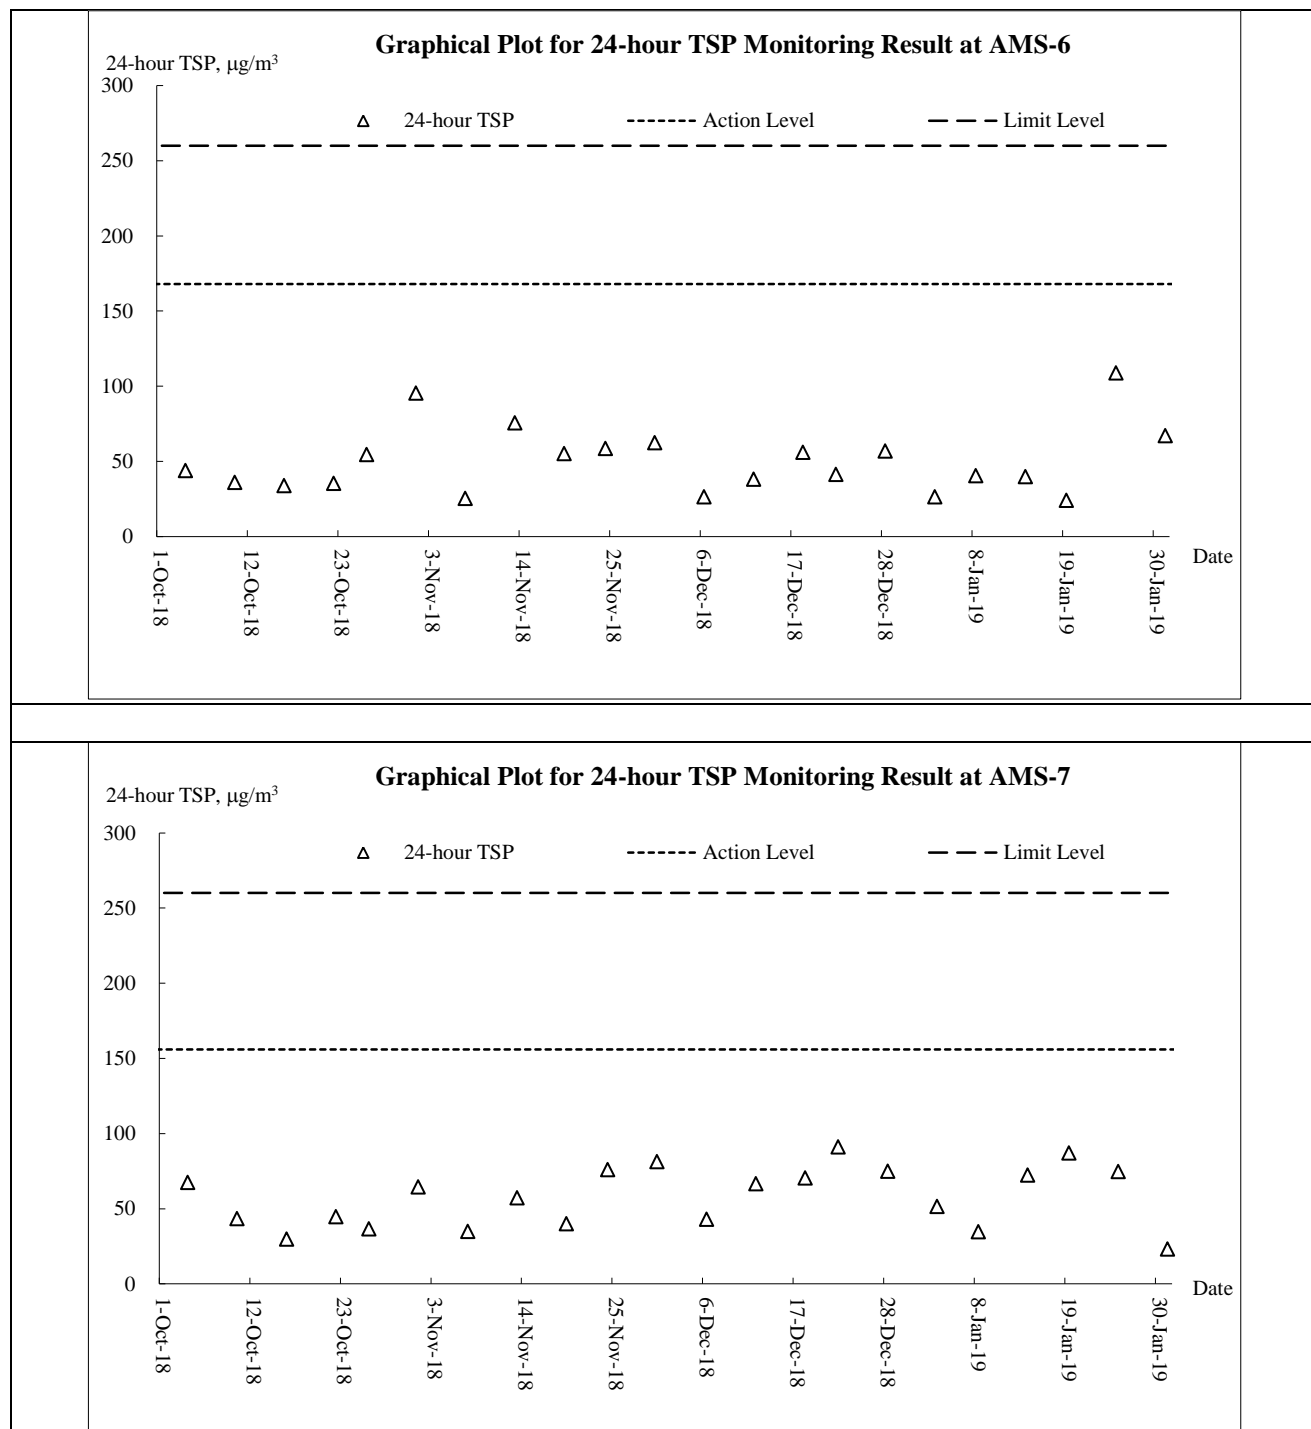 Graphical Plot for 24-hour TSP Monitoring Result at AMS-6
24-hour TSP, μg/m³
300
24-hour TSP Action Level Limit Level
250
200
150
100
50
0
Date
1-Oct-18 12-Oct-18 23-Oct-18 3-Nov-18 14-Nov-18 25-Nov-18 6-Dec-18 17-Dec-18 28-Dec-18 8-Jan-19 19-Jan-19 30-Jan-19
Graphical Plot for 24-hour TSP Monitoring Result at AMS-7
24-hour TSP, μg/m³
300
24-hour TSP Action Level Limit Level
250
200
150
100
50
0
Date
1-Oct-18 12-Oct-18 23-Oct-18 3-Nov-18 14-Nov-18 25-Nov-18 6-Dec-18 17-Dec-18 28-Dec-18 8-Jan-19 19-Jan-19 30-Jan-19